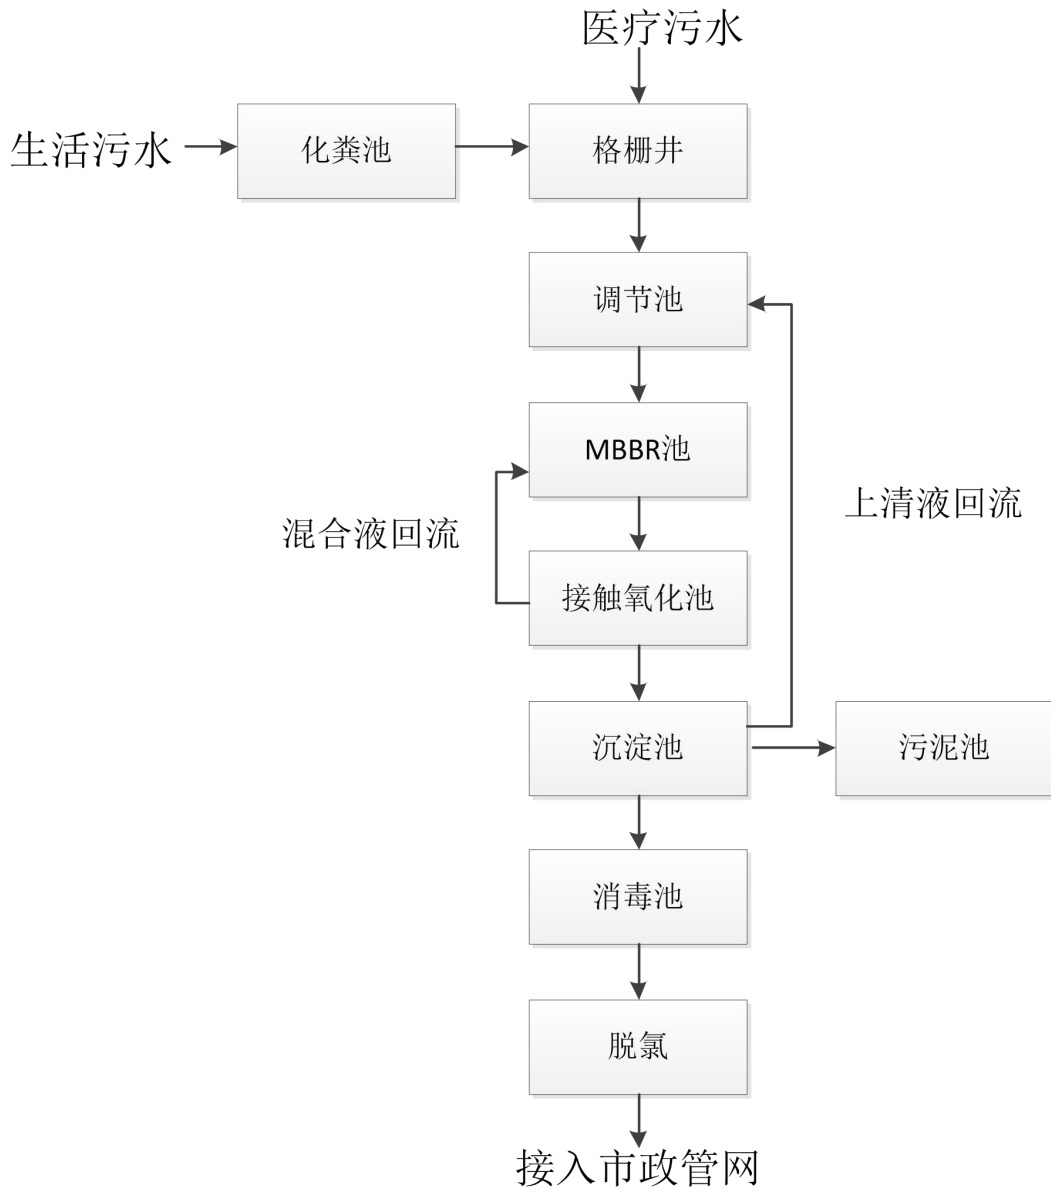 医疗污水
生活污水
化粪池
格栅井
调节池
MBBR池
上清液回流
混合液回流
接触氧化池
沉淀池
污泥池
消毒池
脱氯
接入市政管网